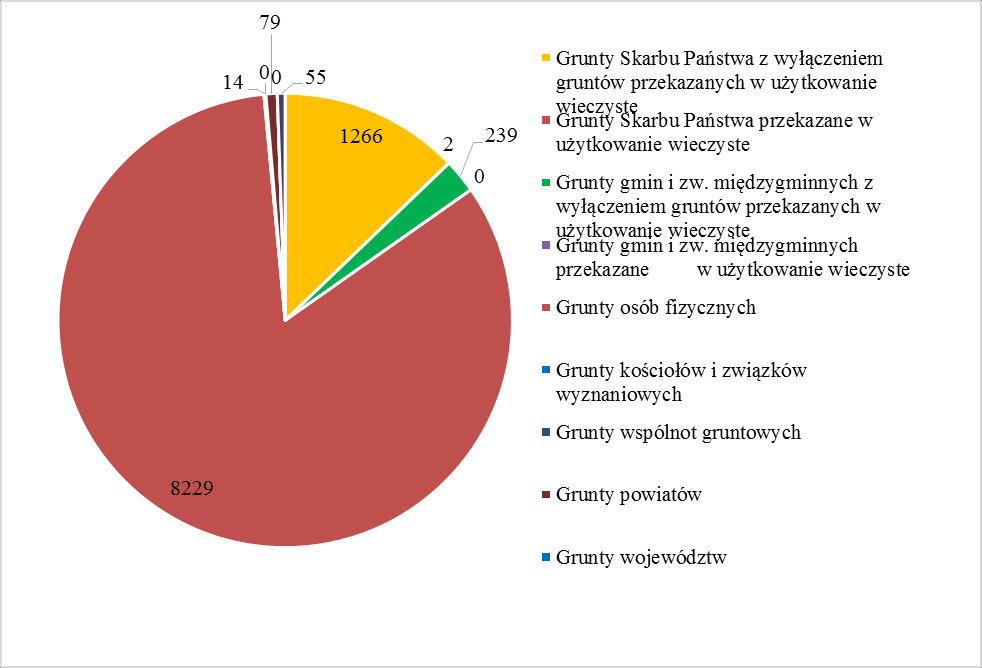 79
14
0
0
55
1266
2
239
0
8229
Grunty Skarbu Państwa z wyłączeniem
gruntów przekazanych w użytkowanie
wieczyste
Grunty Skarbu Państwa przekazane w
użytkowanie wieczyste
Grunty gmin i zw. międzygminnych z
wyłączeniem gruntów przekazanych w
użytkowanie wieczyste
Grunty gmin i zw. międzygminnych
przekazane w użytkowanie wieczyste
Grunty osób fizycznych
Grunty kościołów i związków
wyznaniowych
Grunty wspólnot gruntowych
Grunty powiatów
Grunty województw